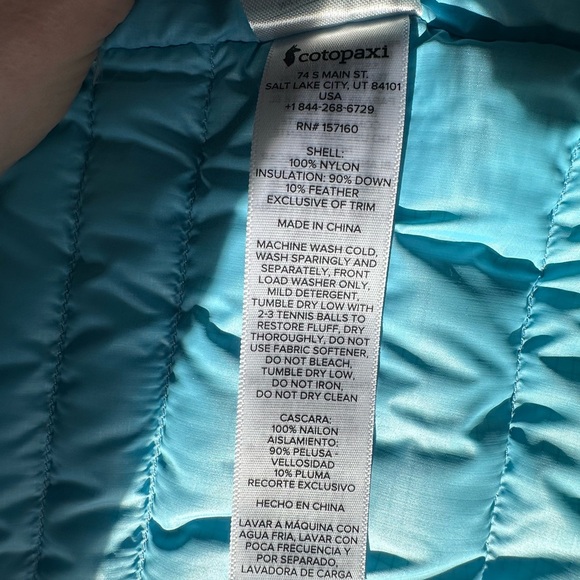 cotopaxi
74 S MAIN ST.
SALT LAKE CITY, UT 84101
USA
+1 844-268-6729
RN# 157160
SHELL:
100% NYLON
INSULATION: 90% DOWN
10% FEATHER
EXCLUSIVE OF TRIM
MADE IN CHINA
MACHINE WASH COLD,
WASH SPARINGLY AND
SEPARATELY, FRONT
LOAD WASHER ONLY,
MILD DETERGENT,
TUMBLE DRY LOW WITH
2-3 TENNIS BALLS TO
RESTORE FLUFF, DRY
THOROUGHLY, DO NOT
USE FABRIC SOFTENER,
DO NOT BLEACH,
TUMBLE DRY LOW,
DO NOT IRON,
DO NOT DRY CLEAN
CASCARA:
100% NAILON
AISLAMIENTO:
90% PELUSA -
VELLOSIDAD
10% PLUMA
RECORTE EXCLUSIVO
HECHO EN CHINA
LAVAR A MÁQUINA CON
AGUA FRIA, LAVAR CON
POCA FRECUENCIA Y
POR SEPARADO,
LAVADORA DE CARGA